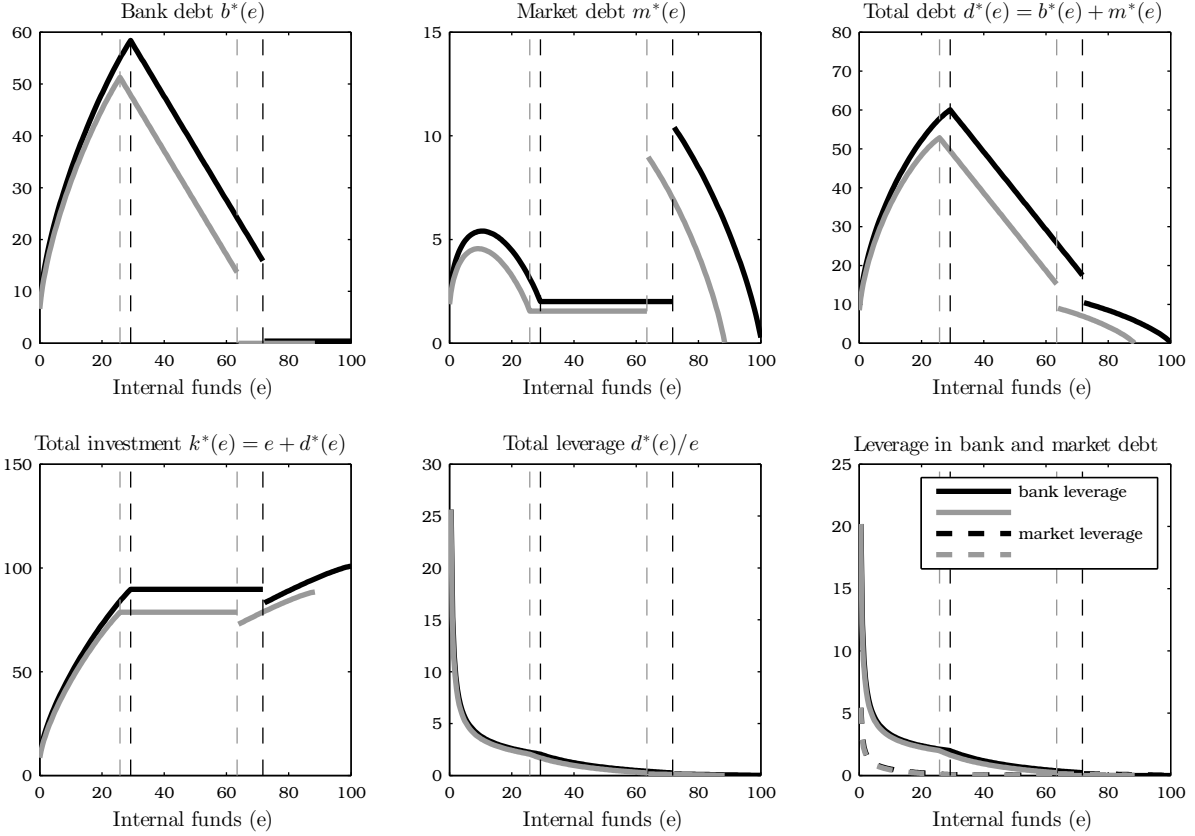 Bank debt b*(e)
60
50
40
30
20
10
0
0 20 40 60 80 100
Internal funds (e)
Market debt m*(e)
15
10
5
0
0 20 40 60 80 100
Internal funds (e)
Total debt d*(e) = b*(e) + m*(e)
80
70
60
50
40
30
20
10
0
0 20 40 60 80 100
Internal funds (e)
Total investment k*(e) = e + d*(e)
150
100
50
0
0 20 40 60 80 100
Internal funds (e)
Total leverage d*(e)/e
30
25
20
15
10
5
0
0 20 40 60 80 100
Internal funds (e)
Leverage in bank and market debt
25
20
15
10
5
0
0 20 40 60 80 100
Internal funds (e)
bank leverage
market leverage